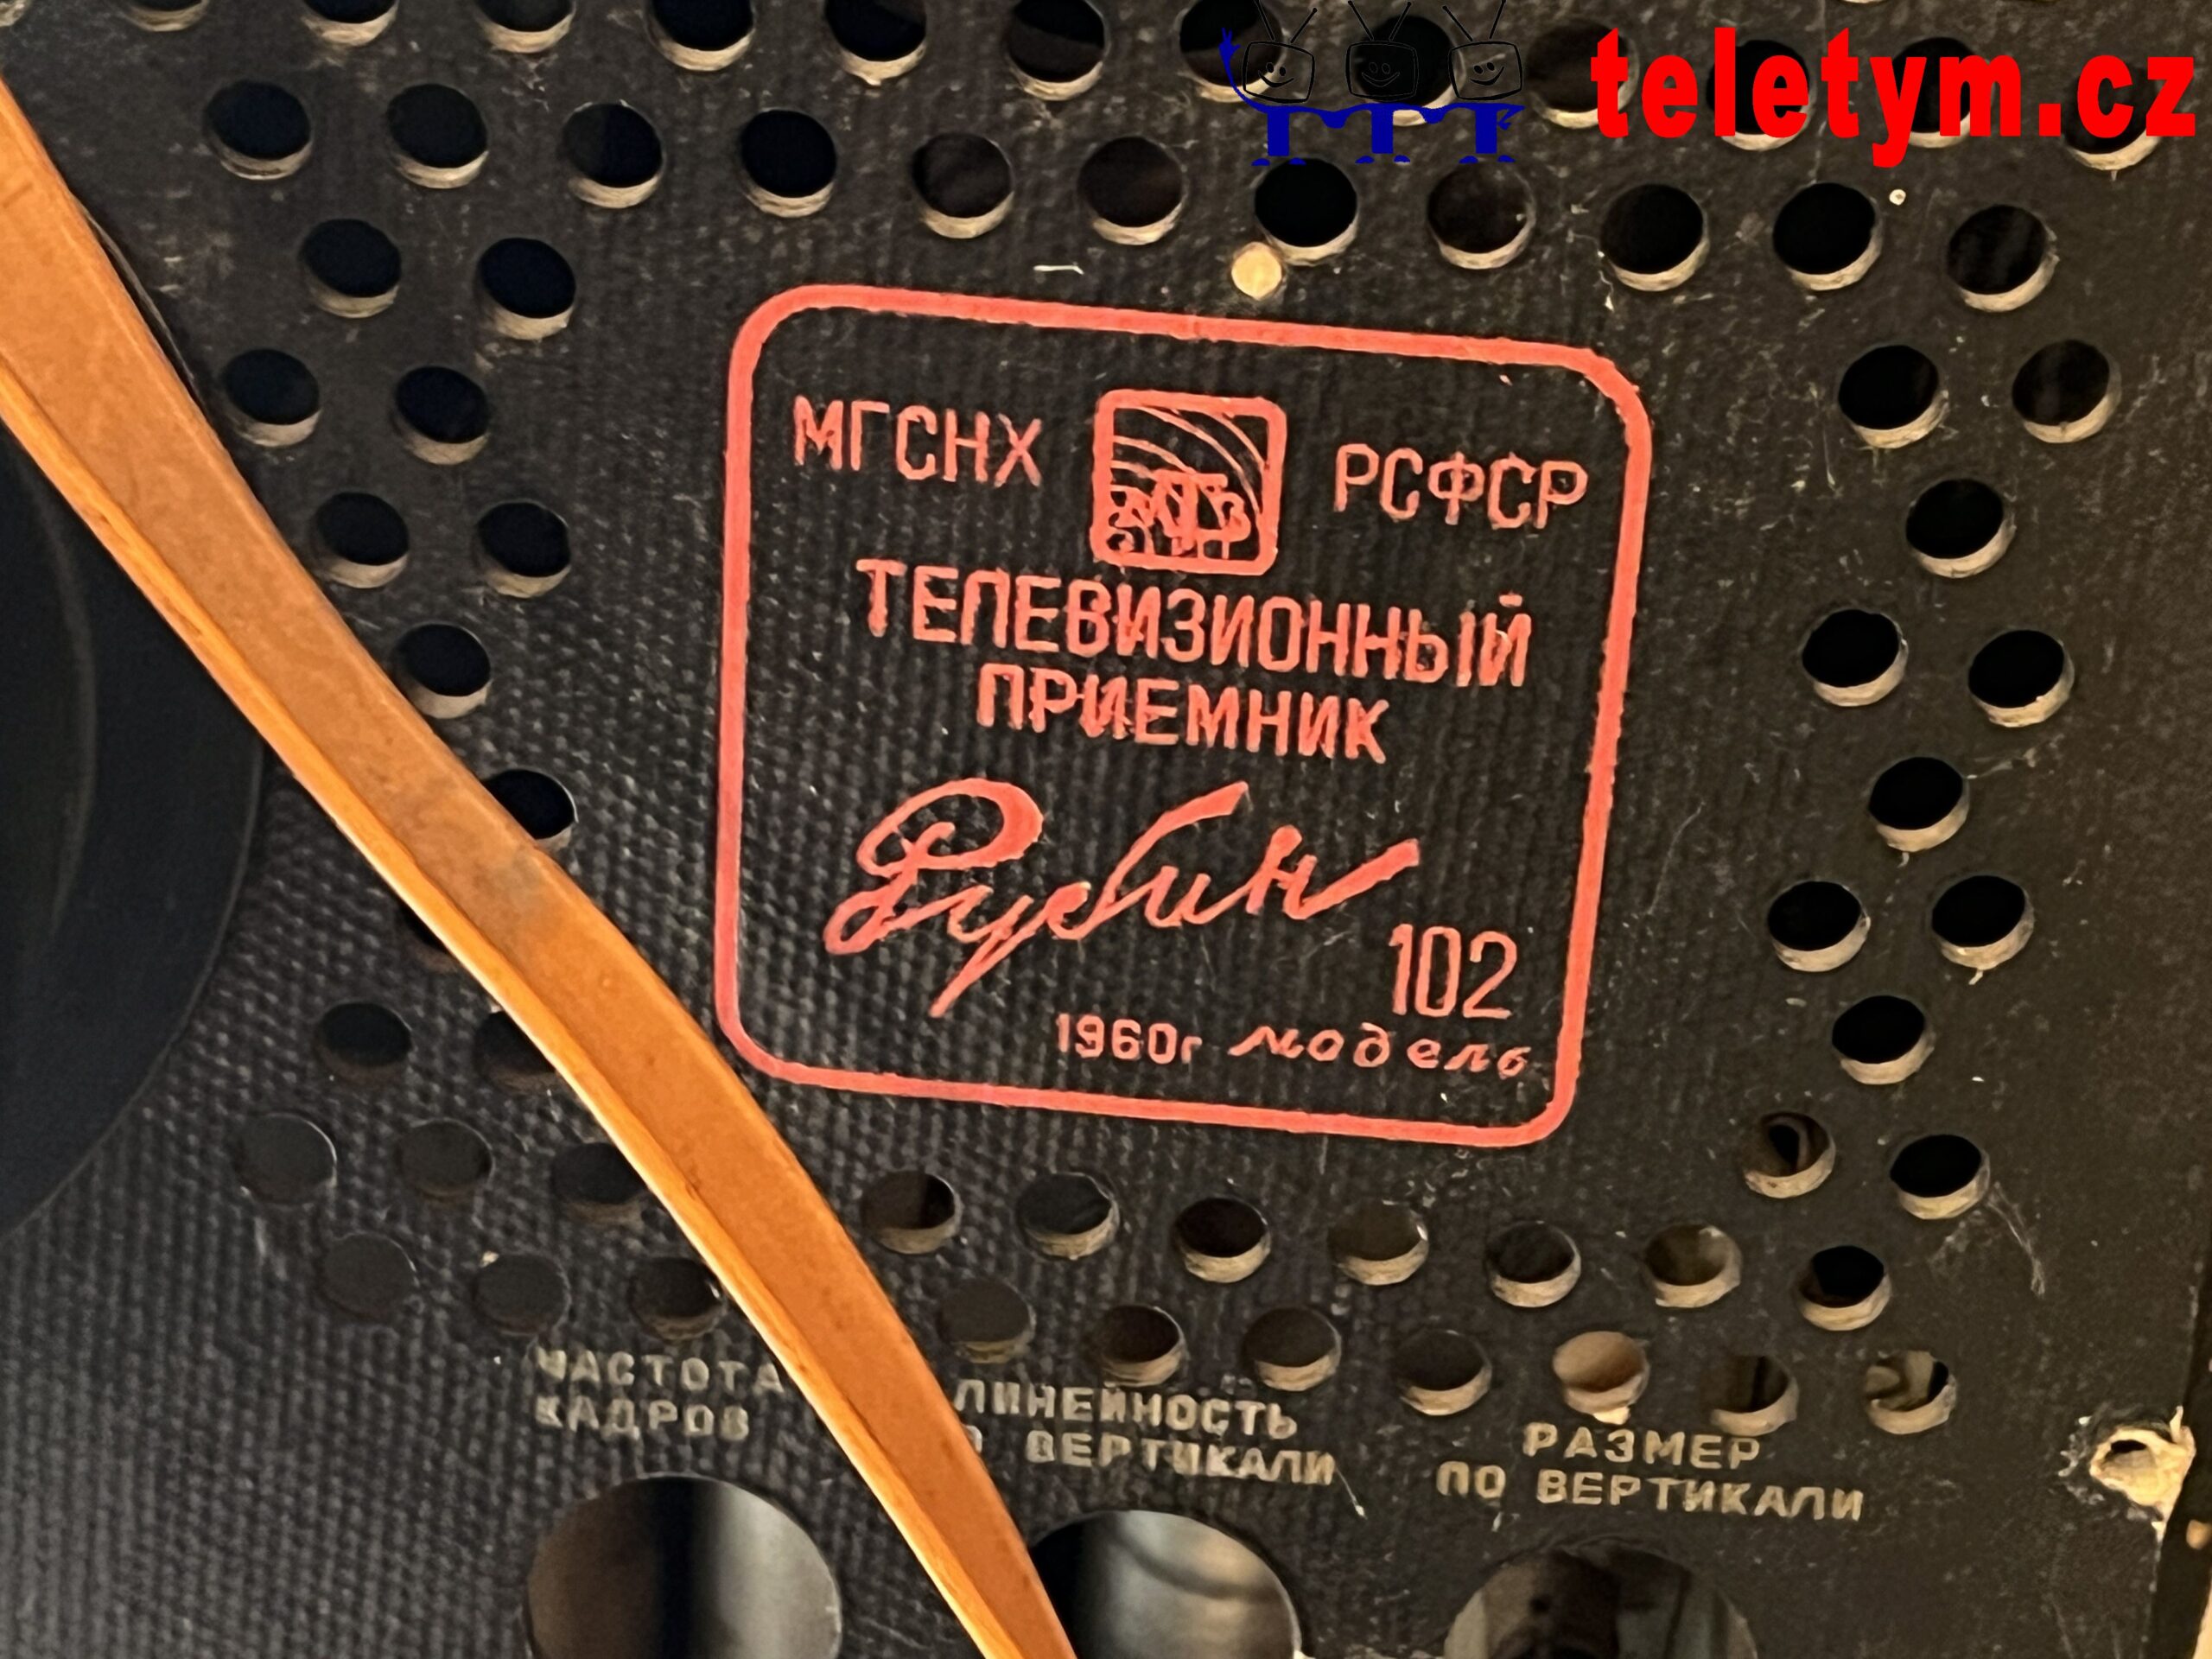 teletym.cz
МГСНХ РСФСР
ТЕЛЕВИЗИОННЫЙ
ПРИЕМНИК
Рубин
102
1960г модель
ЧАСТОТА
КАДРОВ
ЛИНЕЙНОСТЬ
ВЕРТИКАЛИ
РАЗМЕР
ПО ВЕРТИКАЛИ